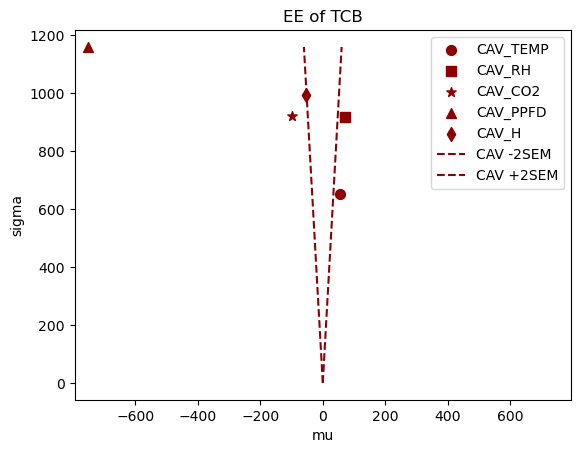 EE of TCB
CAV_TEMP
CAV_RH
CAV_CO2
CAV_PPFD
CAV_H
CAV -2SEM
CAV +2SEM
sigma
1200
1000
800
600
400
200
0
−600 −400 −200 0 200 400 600
mu